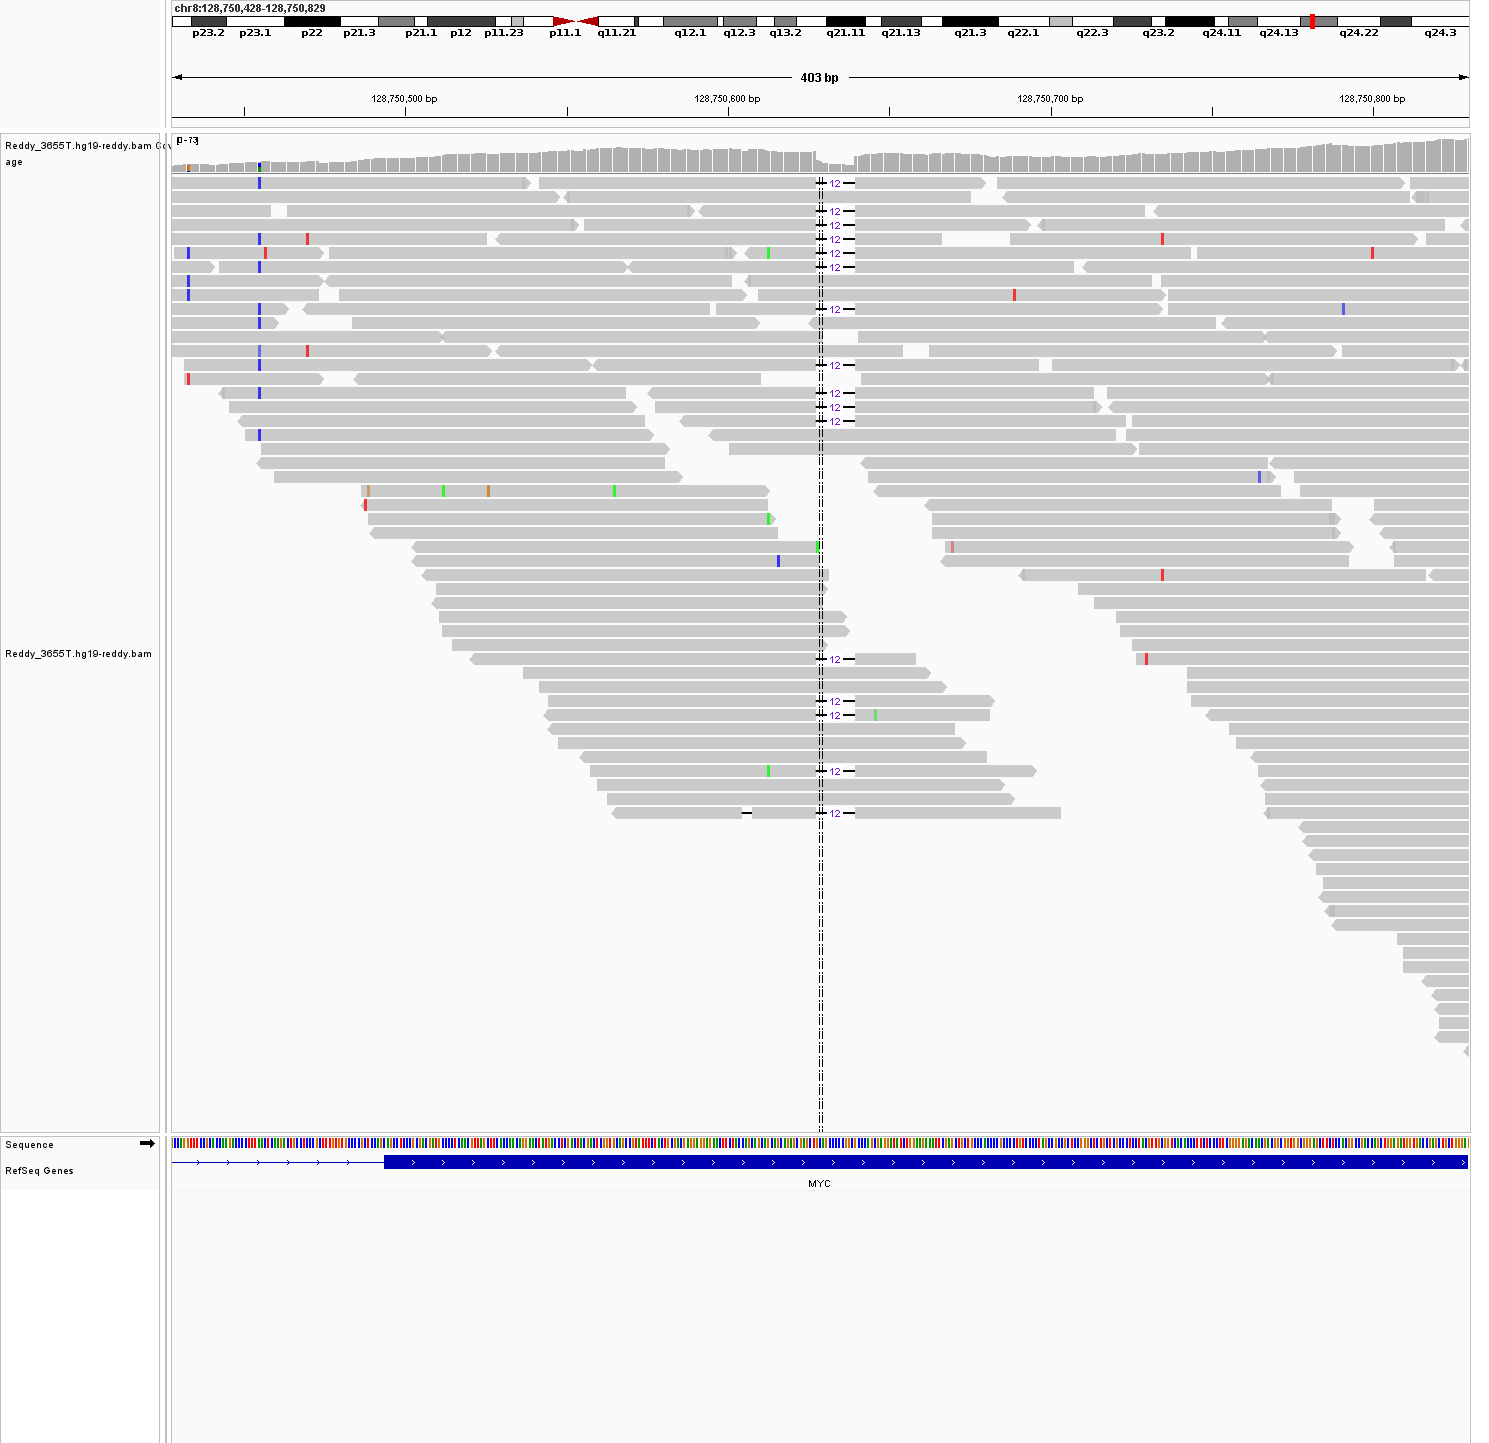 chr8:128,750,428-128,750,829
p23.2 p23.1 p22 p21.3 p21.1 p12 p11.23 p11.1 q11.21 q12.1 q12.3 q13.2 q21.11 q21.13 q21.3 q22.1 q22.3 q23.2 q24.11 q24.13 q24.22 q24.3
403 bp
128,750,500 bp 128,750,600 bp 128,750,700 bp 128,750,800 bp
Reddy_3655T.hg19-reddy.bam Cov
age
[0-73]
12
12
12
12
12
12
12
12
12
12
12
Reddy_3655T.hg19-reddy.bam
12
12
12
12
12
Sequence
RefSeq Genes
MYC